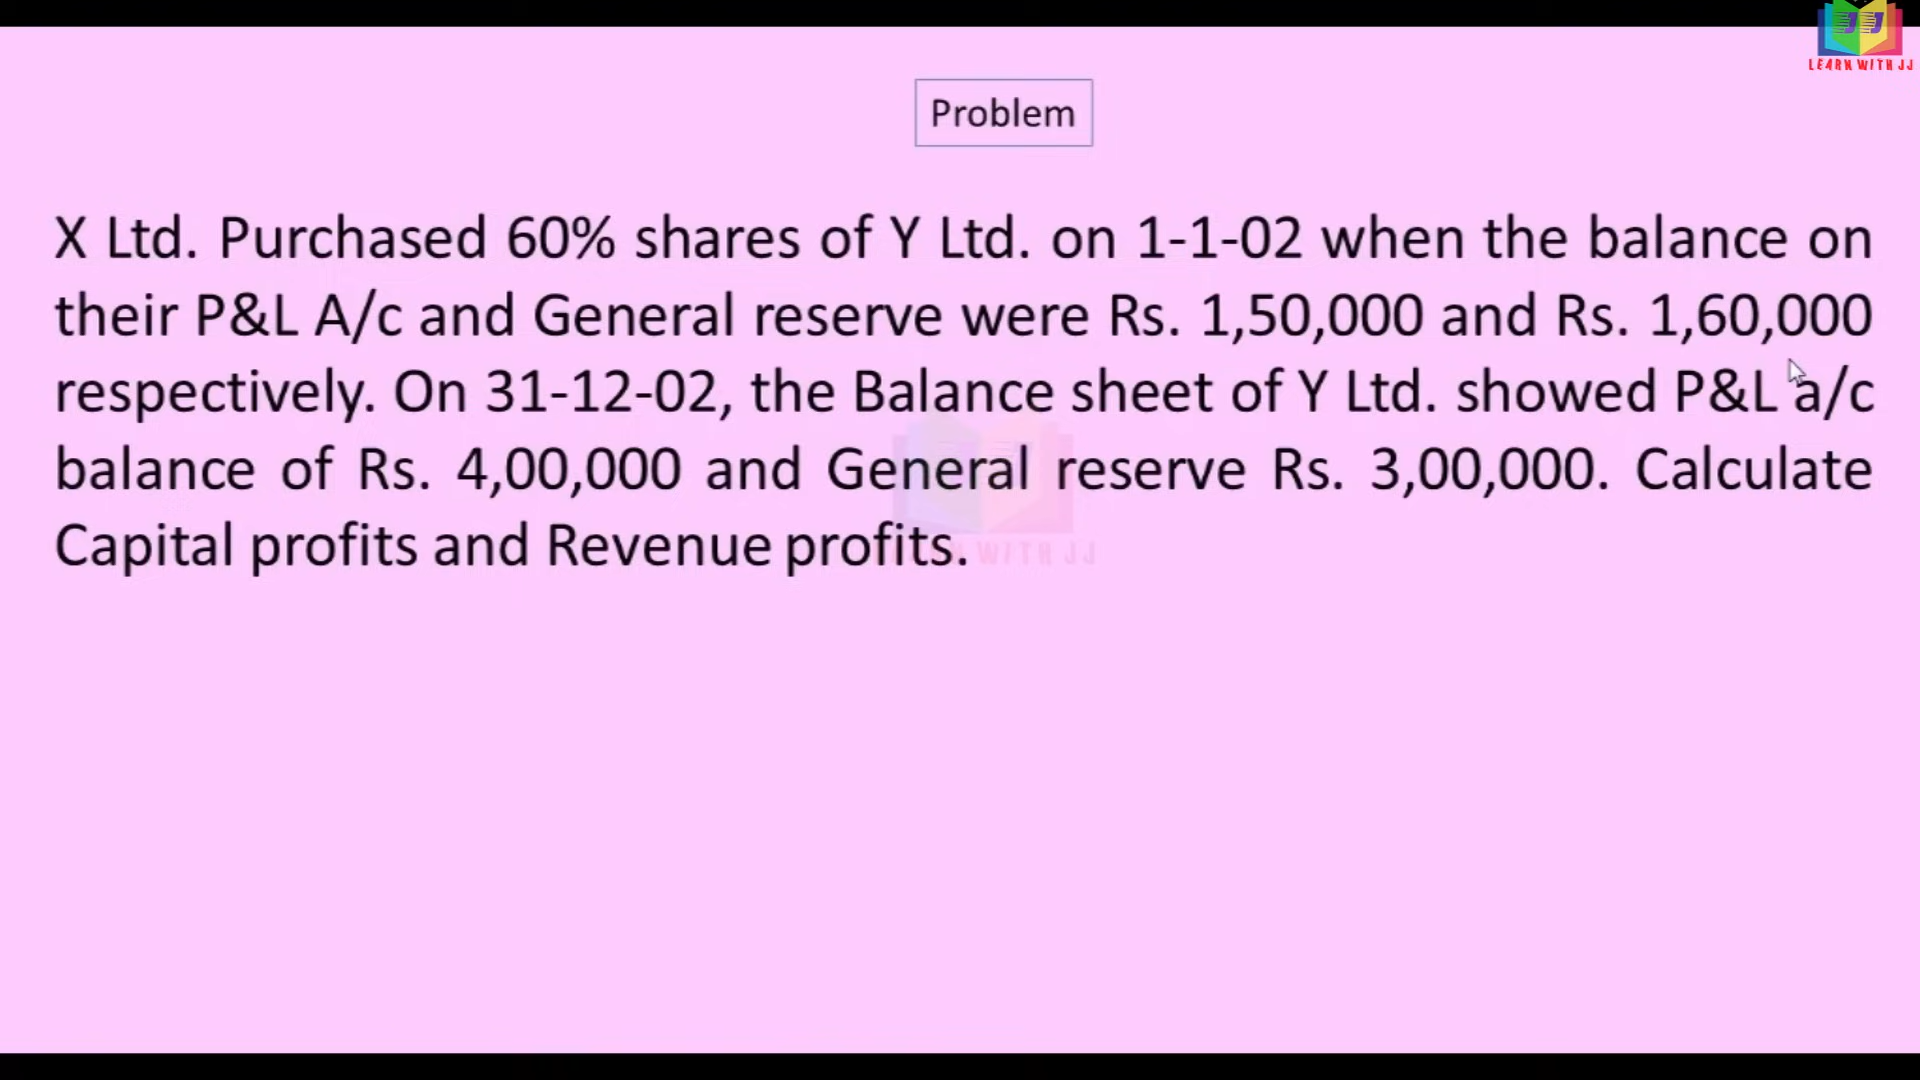 LEARN WITH JJ
Problem
X Ltd. Purchased 60% shares of Y Ltd. on 1-1-02 when the balance on
their P&L A/c and General reserve were Rs. 1,50,000 and Rs. 1,60,000
respectively. On 31-12-02, the Balance sheet of Y Ltd. showed P&L a/c
balance of Rs. 4,00,000 and General reserve Rs. 3,00,000. Calculate
Capital profits and Revenue profits.